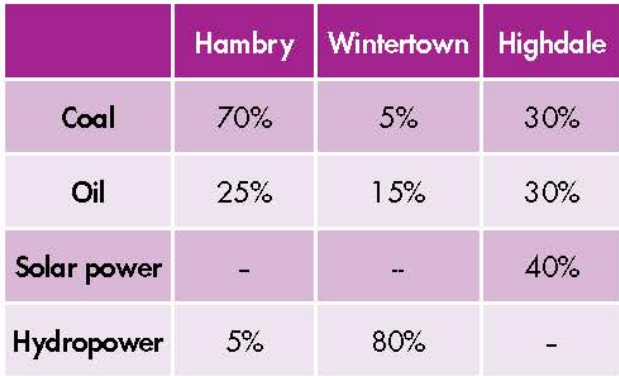 Hambry Wintertown Highdale
Coal 70% 5% 30%
Oil 25% 15% 30%
Solar power – -- 40%
Hydropower 5% 80% –